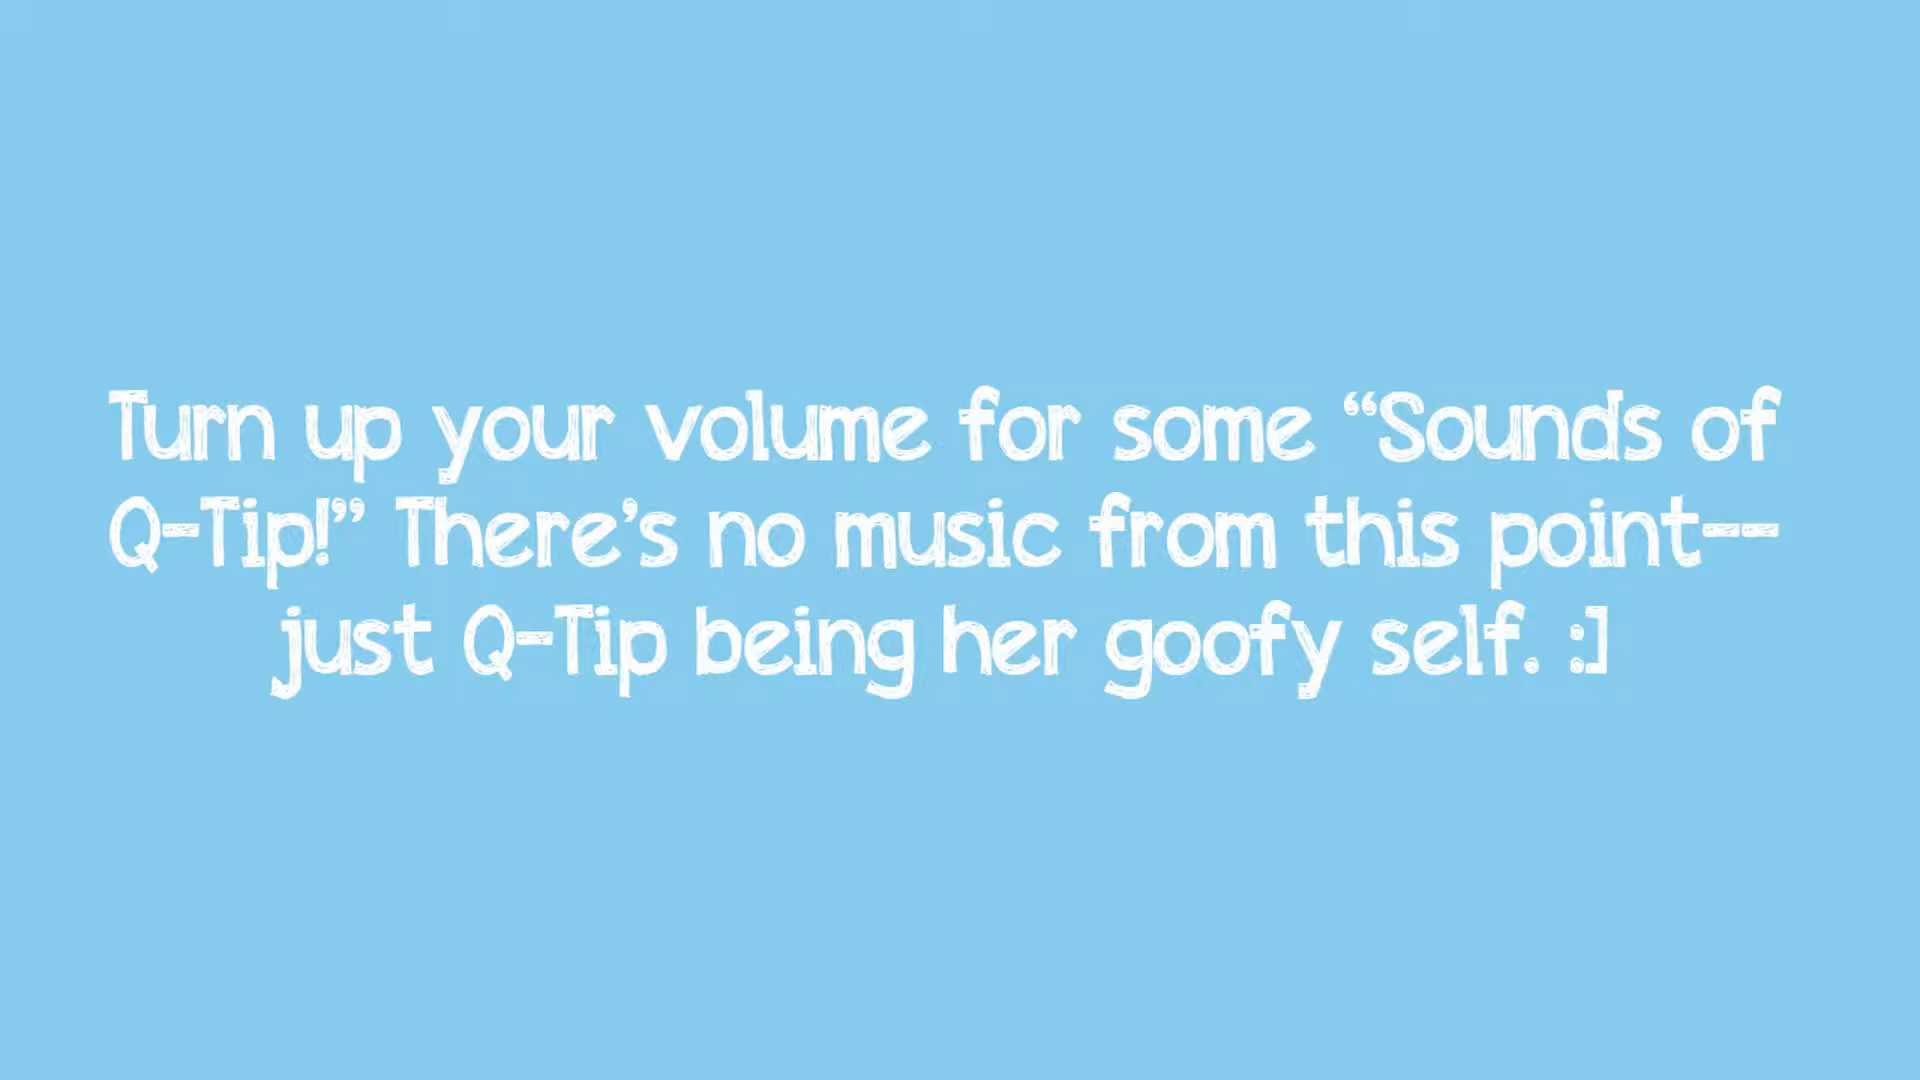 Turn up your volume for some “Sounds of
Q-Tip!” There’s no music from this point--
just Q-Tip being her goofy self. :]